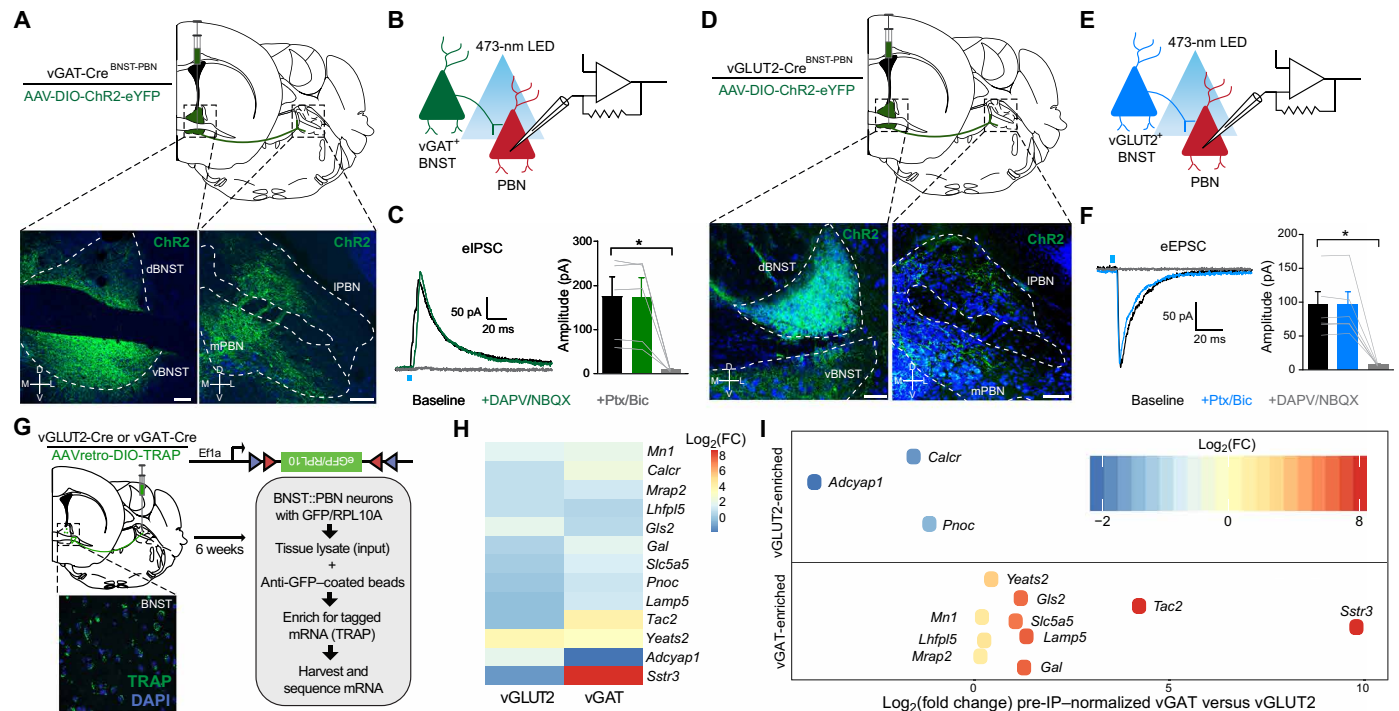 A
vGAT-Cre BNST-PBN
AAV-DIO-ChR2-eYFP
ChR2
dBNST
vBNST
D
M L
V
ChR2
lPBN
mPBN
D
M L
V
B
473-nm LED
vGAT+
BNST
PBN
C
eIPSC
50 pA
20 ms
Amplitude (pA)
300
200
100
0
*
Baseline +DAPV/NBQX +Ptx/Bic
D
vGLUT2-Cre BNST-PBN
AAV-DIO-ChR2-eYFP
ChR2
dBNST
vBNST
D
M L
V
ChR2
lPBN
mPBN
D
M L
V
E
473-nm LED
vGLUT2+
BNST
PBN
F
eEPSC
50 pA
20 ms
Amplitude (pA)
200
150
100
50
0
*
Baseline +Ptx/Bic +DAPV/NBQX
G
vGLUT2-Cre or vGAT-Cre
AAVretro-DIO-TRAP
Ef1a
eGFP/RPL10
6 weeks
BNST
TRAP
DAPI
BNST::PBN neurons
with GFP/RPL10A
Tissue lysate (input)
+
Anti-GFP–coated beads
Enrich for tagged
mRNA (TRAP)
Harvest and
sequence mRNA
H
Log2(FC)
8
6
4
2
0
Mn1
Calcr
Mrap2
Lhfpl5
Gls2
Gal
Slc5a5
Pnoc
Lamp5
Tac2
Yeats2
Adcyap1
Sstr3
vGLUT2 vGAT
I
vGLUT2-enriched
vGAT-enriched
Log2(FC)
−2 0 8
Calcr
Adcyap1
Pnoc
Yeats2
Gls2
Tac2
Sstr3
Mn1
Slc5a5
Lhfpl5
Lamp5
Mrap2
Gal
0 5 10
Log2(fold change) pre-IP–normalized vGAT versus vGLUT2